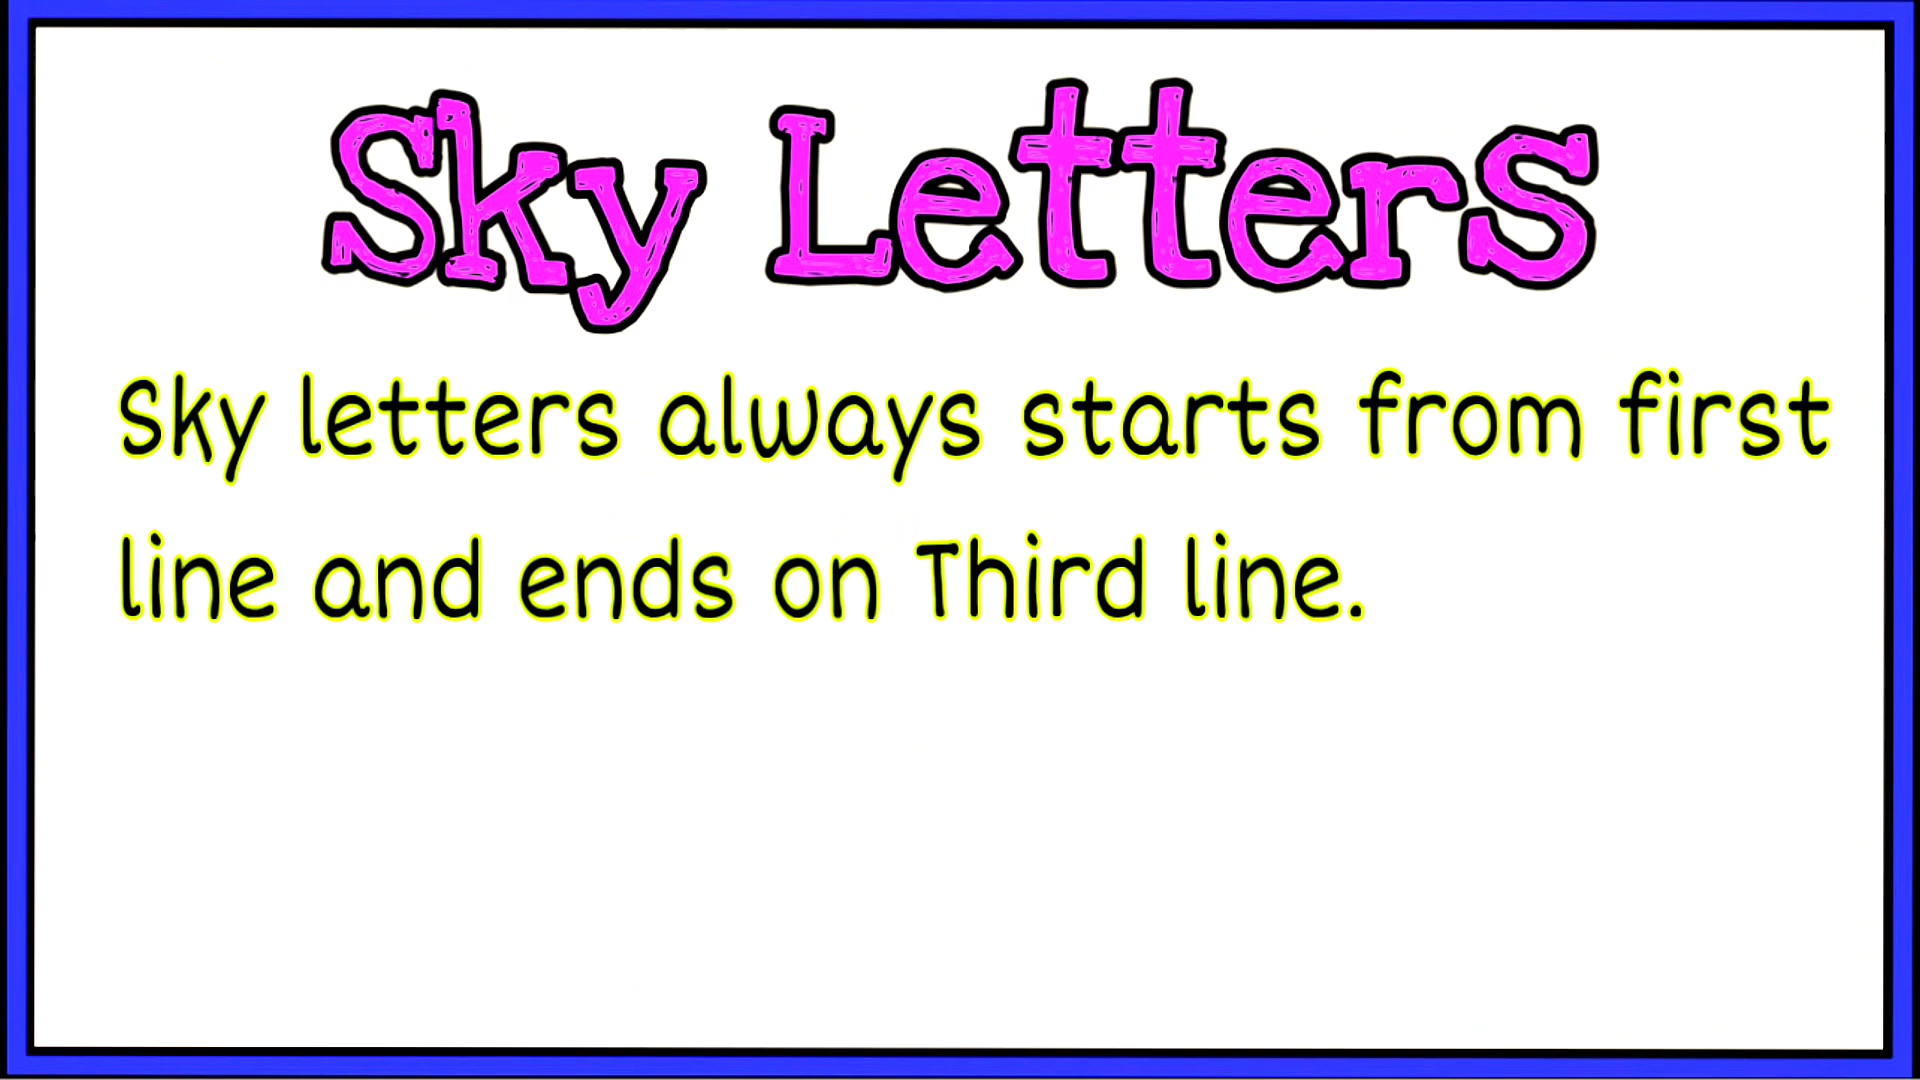 Sky Letters
Sky letters always starts from first
line and ends on Third line.